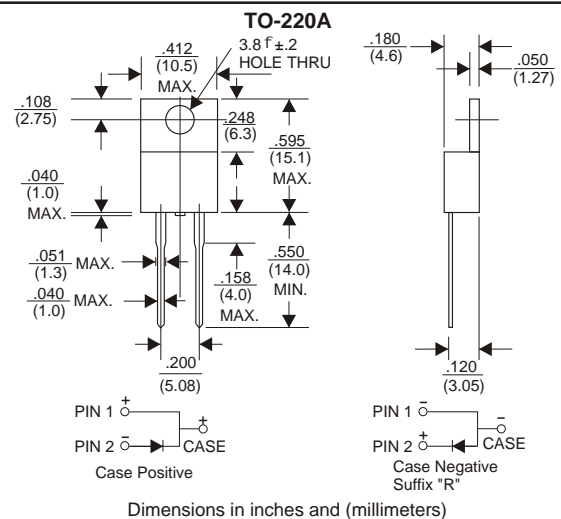 TO-220A
.412
(10.5)
MAX.
3.8 f ±.2
HOLE THRU
.108
(2.75)
.248
(6.3)
.595
(15.1)
MAX.
.040
(1.0)
MAX.
.051
(1.3) MAX.
.040
(1.0) MAX.
.158
(4.0)
MAX.
.550
(14.0)
MIN.
.200
(5.08)
.180
(4.6)
.050
(1.27)
.120
(3.05)
PIN 1 +
PIN 2 - + CASE
Case Positive
PIN 1 -
PIN 2 + - CASE
Case Negative
Suffix "R"
Dimensions in inches and (millimeters)